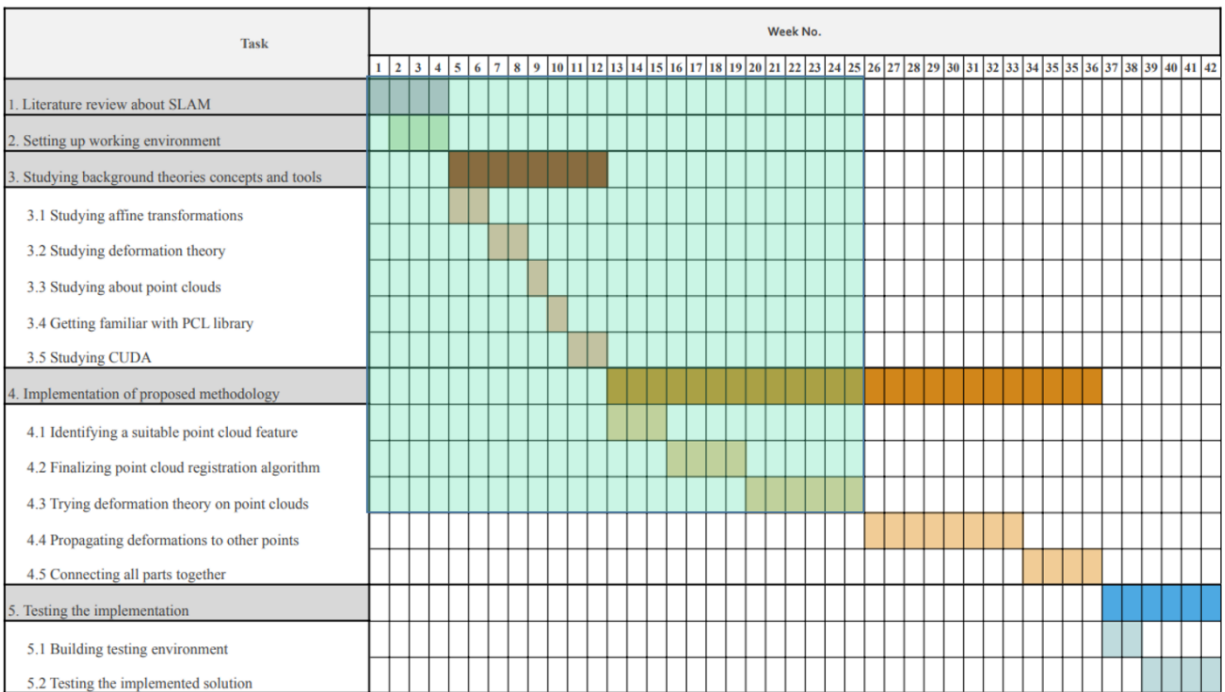 Task
Week No.
1 2 3 4 5 6 7 8 9 10 11 12 13 14 15 16 17 18 19 20 21 22 23 24 25 26 27 28 29 30 31 32 33 34 35 35 36 37 38 39 40 41 42
1. Literature review about SLAM
2. Setting up working environment
3. Studying background theories concepts and tools
3.1 Studying affine transformations
3.2 Studying deformation theory
3.3 Studying about point clouds
3.4 Getting familiar with PCL library
3.5 Studying CUDA
4. Implementation of proposed methodology
4.1 Identifying a suitable point cloud feature
4.2 Finalizing point cloud registration algorithm
4.3 Trying deformation theory on point clouds
4.4 Propagating deformations to other points
4.5 Connecting all parts together
5. Testing the implementation
5.1 Building testing environment
5.2 Testing the implemented solution